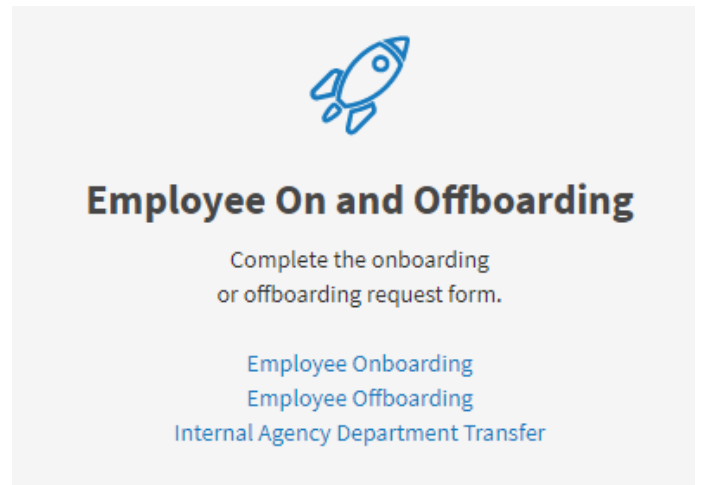 Employee On and Offboarding
Complete the onboarding
or offboarding request form.
Employee Onboarding
Employee Offboarding
Internal Agency Department Transfer